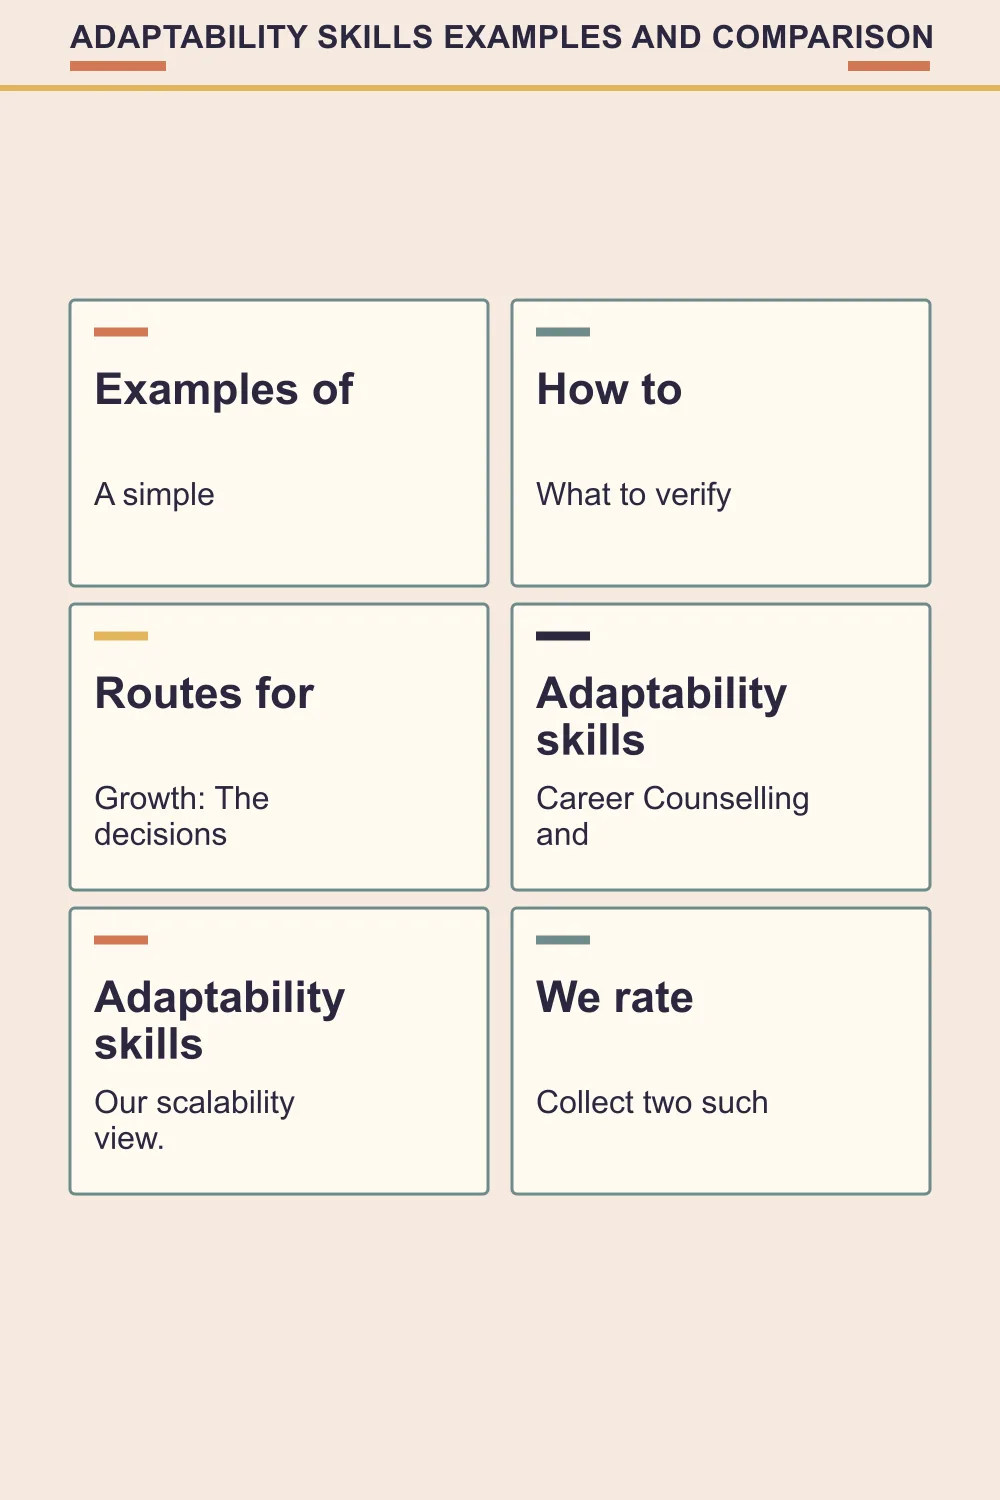 ADAPTABILITY SKILLS EXAMPLES AND COMPARISON
Examples of
A simple
How to
What to verify
Routes for
Growth: The
decisions
Adaptability
skills
Career Counselling
and
Adaptability
skills
Our scalability
view.
We rate
Collect two such